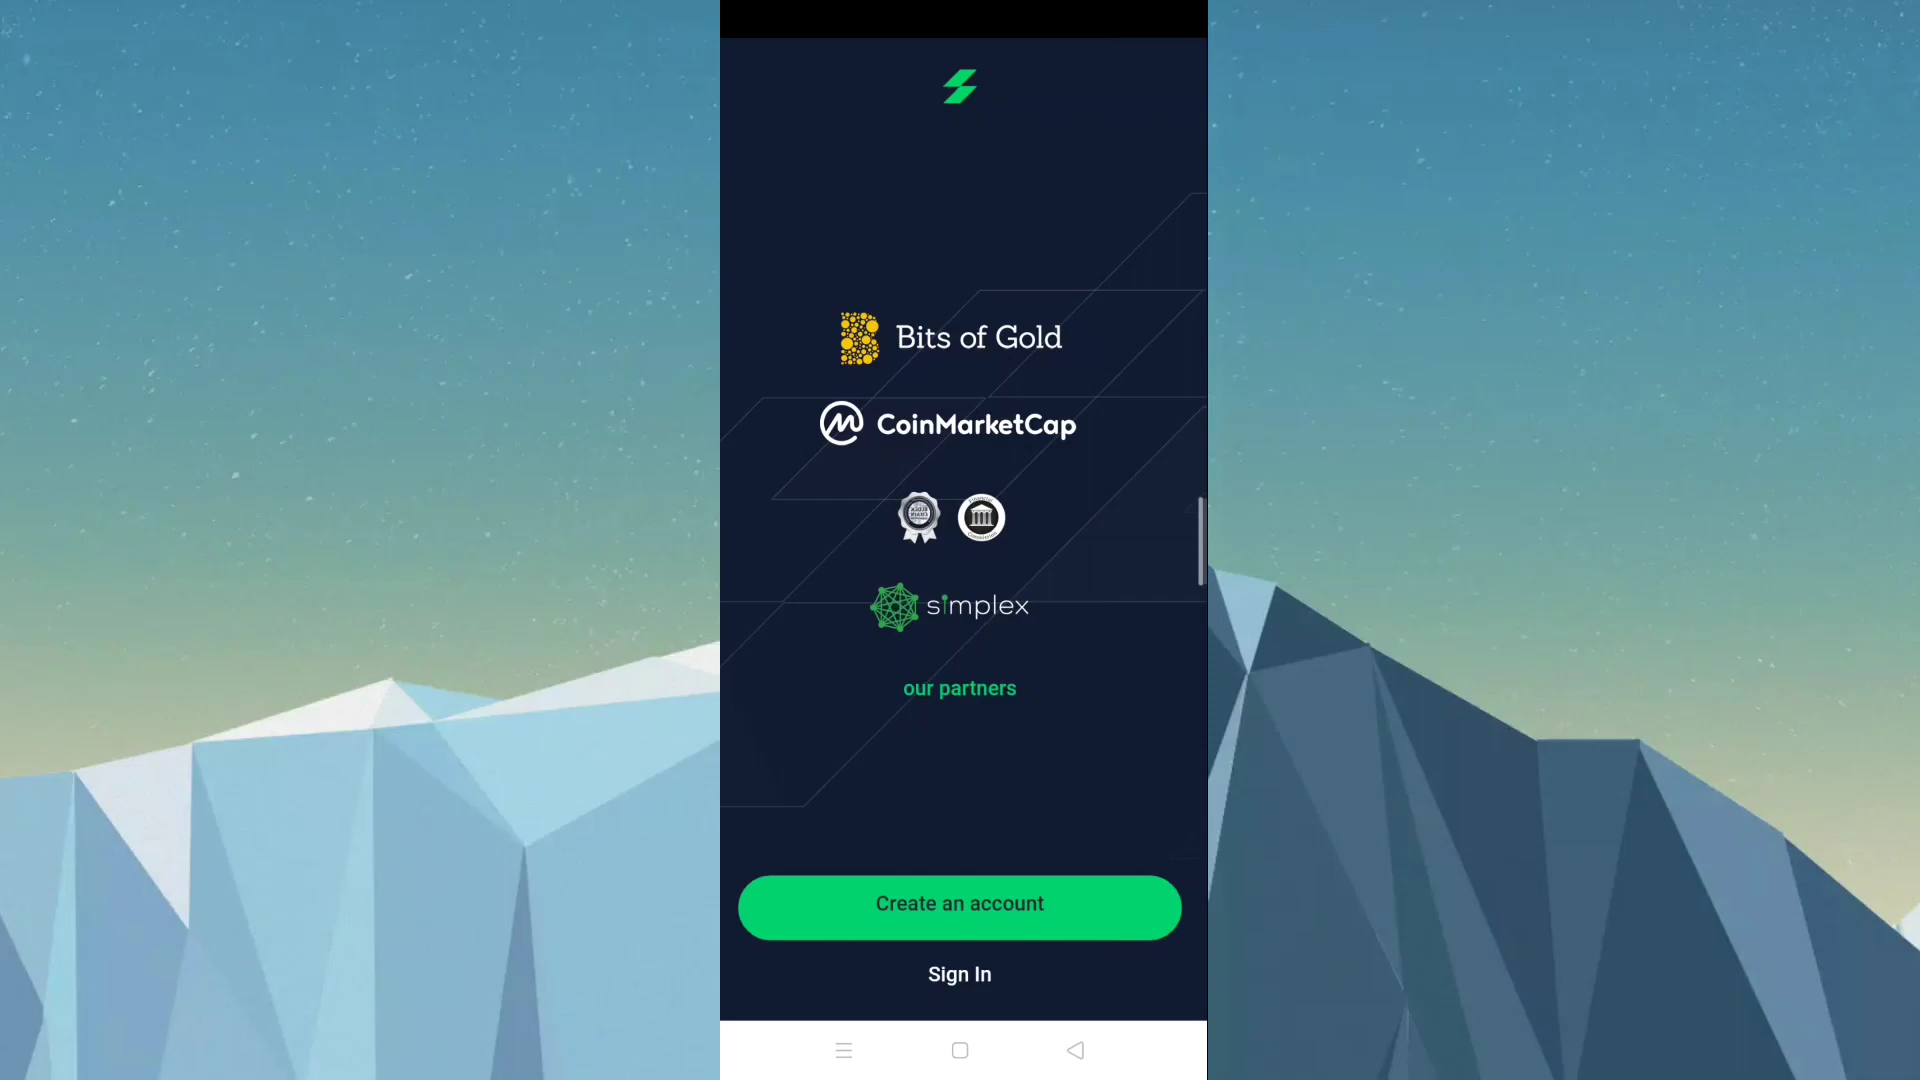 Bits of Gold
CoinMarketCap
simplex
our partners
Create an account
Sign In